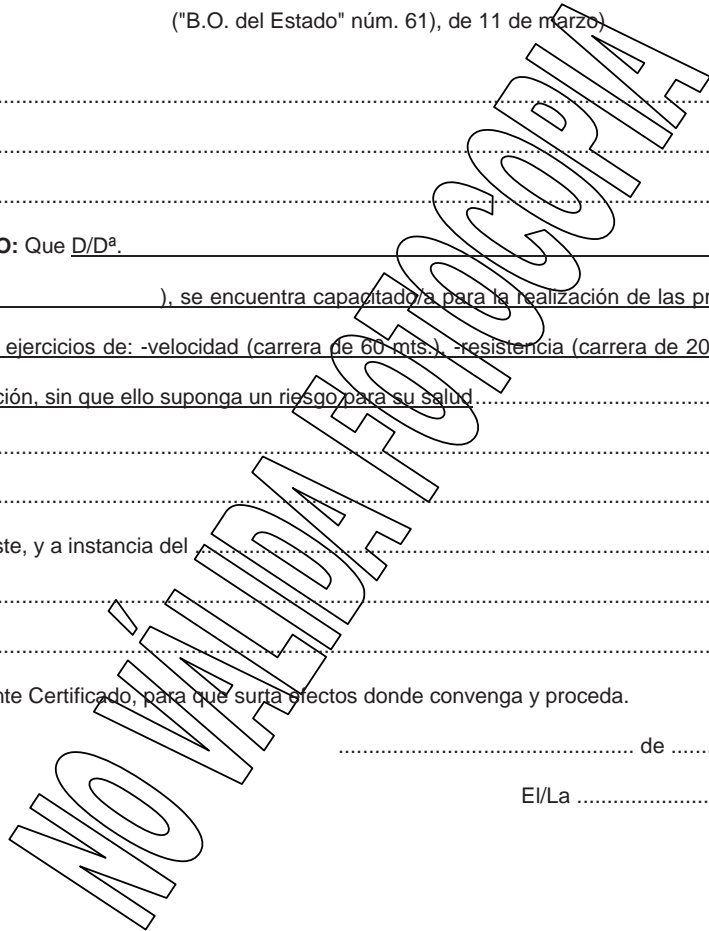 ("B.O. del Estado" núm. 61), de 11 de marzo)
O: Que D/Dª.
), se encuentra capacitado/a para la realización de las pr
ejercicios de: -velocidad (carrera de 60 mts.), -resistencia (carrera de 20
ción, sin que ello suponga un riesgo para su salud
ste, y a instancia del
nte Certificado, para que surta efectos donde convenga y proceda.
de
El/La
NO VÁLIDA FOTOCOPIA